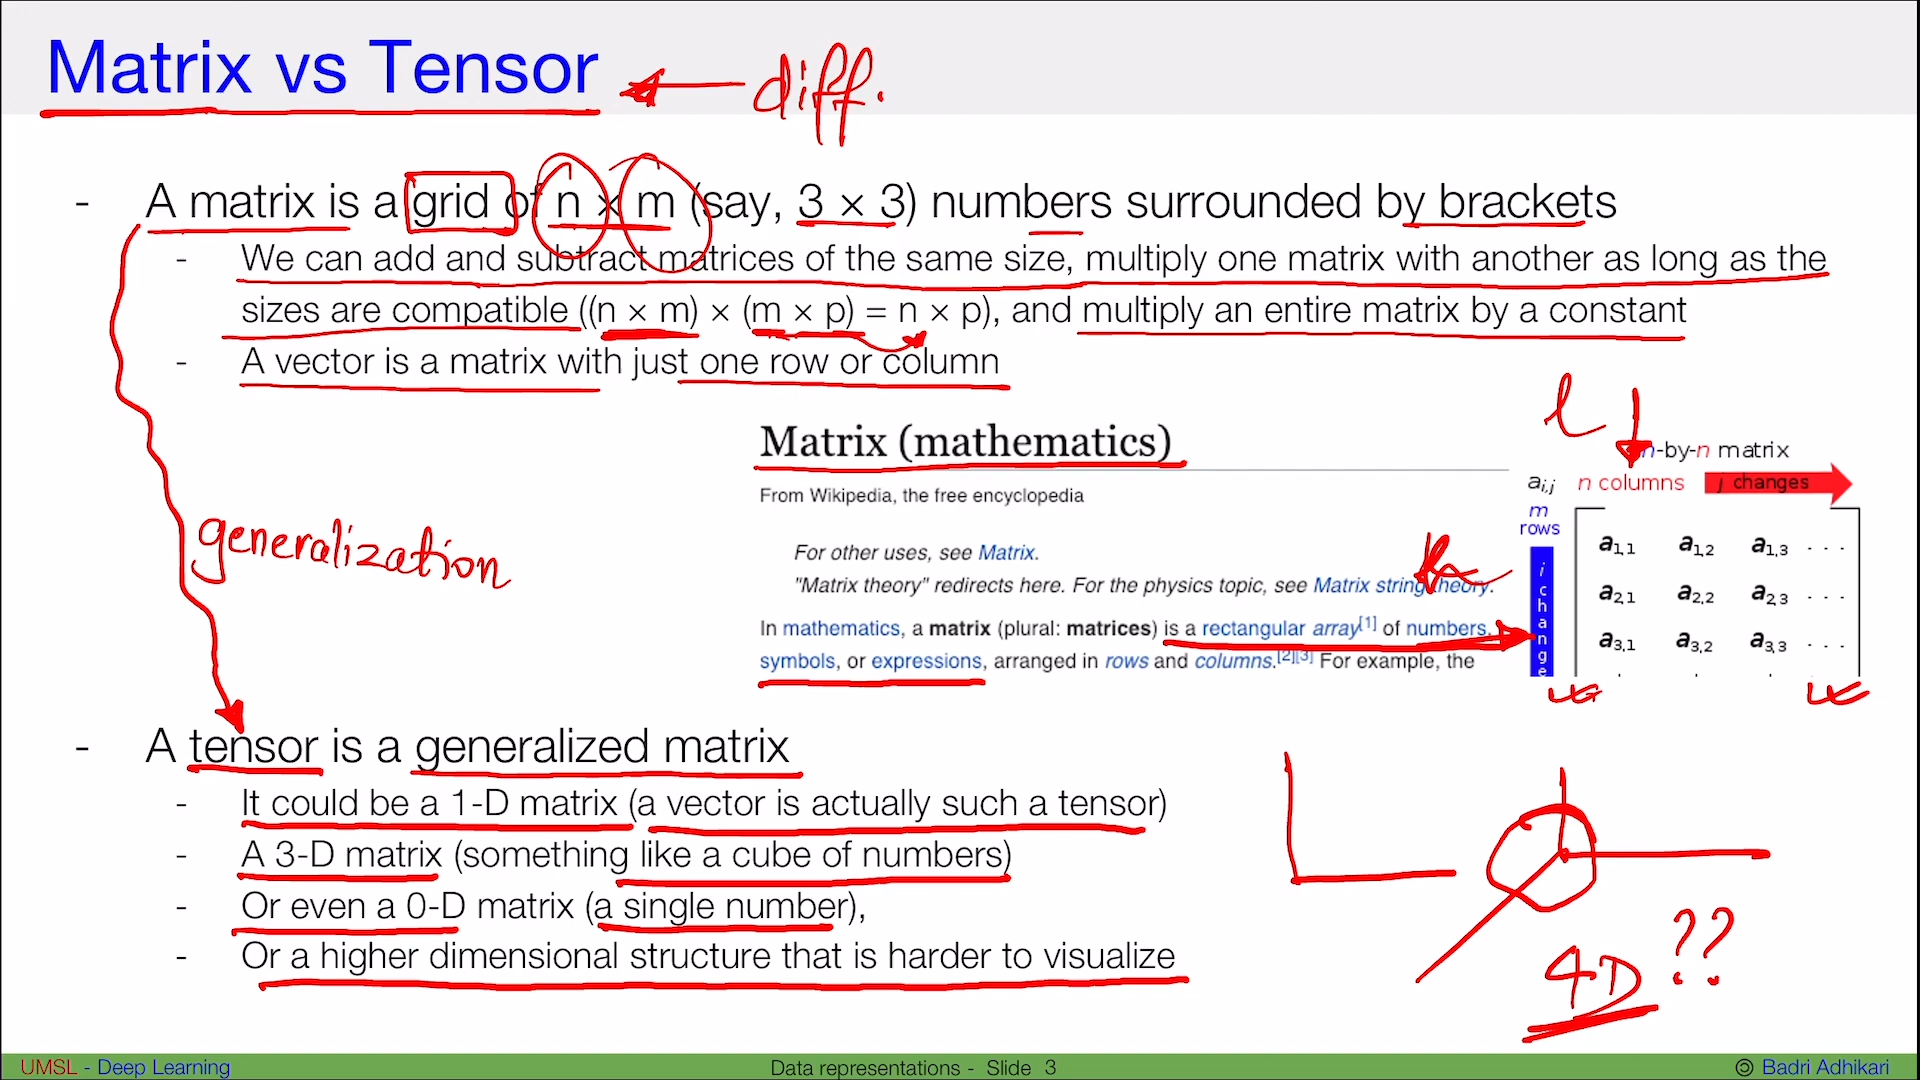 Matrix vs Tensor
diff.
- A matrix is a grid of n × m (say, 3 × 3) numbers surrounded by brackets
- We can add and subtract matrices of the same size, multiply one matrix with another as long as the
sizes are compatible ((n × m) × (m × p) = n × p), and multiply an entire matrix by a constant
- A vector is a matrix with just one row or column
generalization
Matrix (mathematics)
From Wikipedia, the free encyclopedia
For other uses, see Matrix.
"Matrix theory" redirects here. For the physics topic, see Matrix string theory.
In mathematics, a matrix (plural: matrices) is a rectangular array[1] of numbers,
symbols, or expressions, arranged in rows and columns.[2][3] For example, the
l
-by-n matrix
ai,j n columns j changes
m
rows
i change
a1,1 a1,2 a1,3 . . .
a2,1 a2,2 a2,3 . . .
a3,1 a3,2 a3,3 . . .
- A tensor is a generalized matrix
- It could be a 1-D matrix (a vector is actually such a tensor)
- A 3-D matrix (something like a cube of numbers)
- Or even a 0-D matrix (a single number),
- Or a higher dimensional structure that is harder to visualize
4D ??
UMSL - Deep Learning
Data representations - Slide 3
© Badri Adhikari